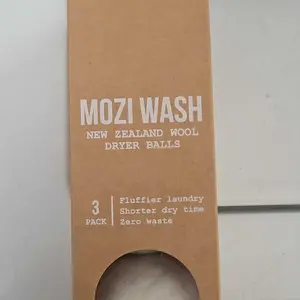 MOZI WASH
NEW ZEALAND WOOL
DRYER BALLS
3 PACK
Fluffier laundry
Shorter dry time
Zero waste